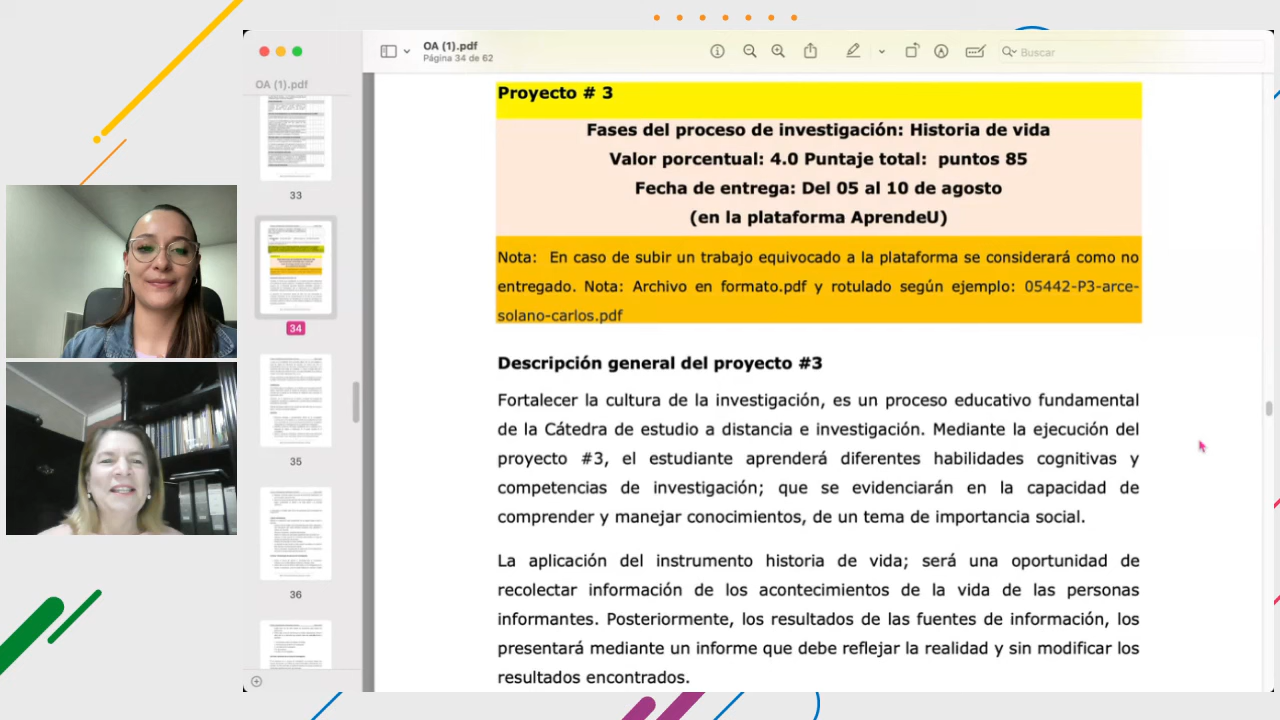 OA (1).pdf
Página 34 de 62
Buscar
OA (1).pdf
33
34
35
36
Proyecto # 3
Fases del proceso de investigación: Historia de vida
Valor porcentual: 4.0 Puntaje total: puntos 85
Fecha de entrega: Del 05 al 10 de agosto
(en la plataforma AprendeU)
Nota: En caso de subir un trabajo equivocado a la plataforma se considerará como no
entregado. Nota: Archivo en formato.pdf y rotulado según ejemplo: 05442-P3-arce-
solano-carlos.pdf
Descripción general del proyecto #3
Fortalecer la cultura de la investigación, es un proceso educativo fundamental
de la Cátedra de Estudio a Distancia e investigación. Mediante la ejecución del
proyecto #3, el estudiante aprenderá diferentes habilidades cognitivas y
competencias de investigación; que se evidenciarán en la capacidad de
comprender y ampliar conocimientos de un tema de importancia social.
La aplicación del instrumento historia de vida; será una oportunidad de
recolectar información de los acontecimientos de la vida de las personas
informantes. Posteriormente los resultados de las fuentes de información, los
presentará mediante un informe que debe reflejar la realidad y sin modificar los
resultados encontrados.